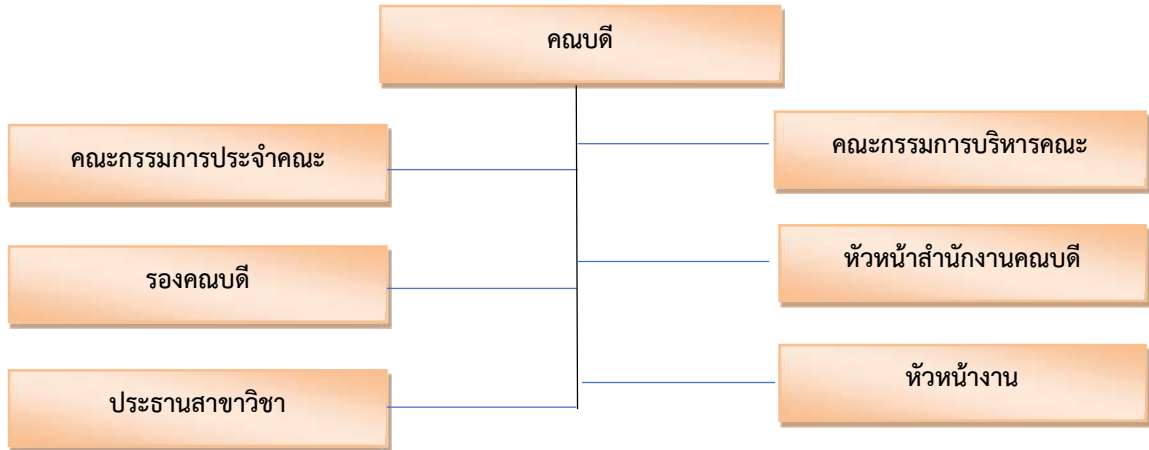 คณบดี
คณะกรรมการประจำคณะ
คณะกรรมการบริหารคณะ
รองคณบดี
หัวหน้าสำนักงานคณบดี
ประธานสาขาวิชา
หัวหน้างาน